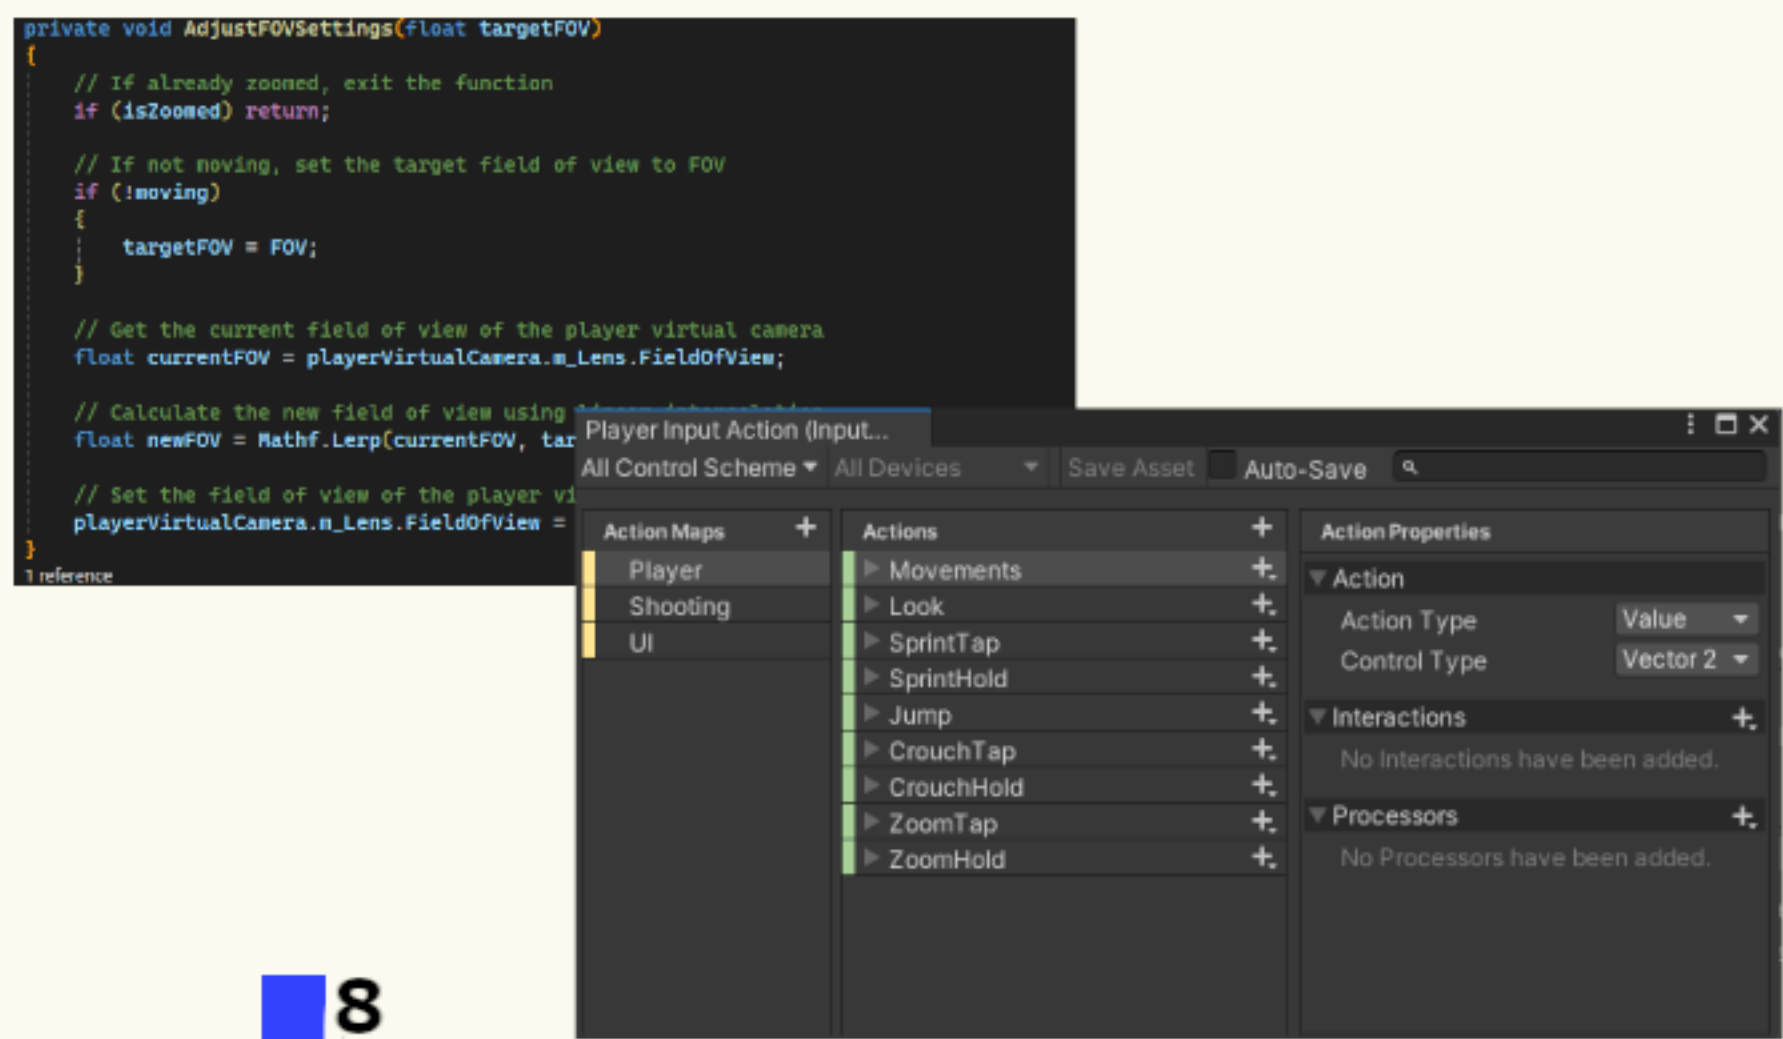 private void AdjustFOVSettings(float targetFOV)
{
// If already zoomed, exit the function
if (isZoomed) return;
// If not moving, set the target field of view to FOV
if (!moving)
{
targetFOV = FOV;
}
// Get the current field of view of the player virtual camera
float currentFOV = playerVirtualCamera.m_Lens.FieldOfView;
// Calculate the new field of view using
float newFOV = Mathf.Lerp(currentFOV, tar
// Set the field of view of the player vi
playerVirtualCamera.m_Lens.FieldOfView =
}
1 reference
Player Input Action (Input...
All Control Scheme All Devices Save Asset Auto-Save
Action Maps + Actions + Action Properties
Player
Shooting
UI
Movements
Look
SprintTap
SprintHold
Jump
CrouchTap
CrouchHold
ZoomTap
ZoomHold
Action
Action Type Value
Control Type Vector 2
Interactions
No Interactions have been added.
Processors
No Processors have been added.
8